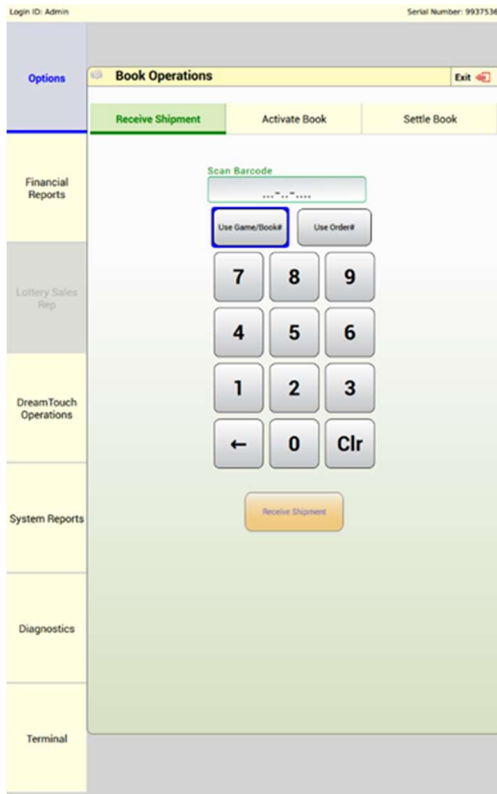 Login ID: Admin
Serial Number: 9937536
Options
Book Operations
Exit
Receive Shipment
Activate Book
Settle Book
Scan Barcode
...-..-....
Use Game/Book#
Use Order#
7 8 9
4 5 6
1 2 3
← 0 Clr
Receive Shipment
Financial
Reports
Lottery Sales
Rep
DreamTouch
Operations
System Reports
Diagnostics
Terminal